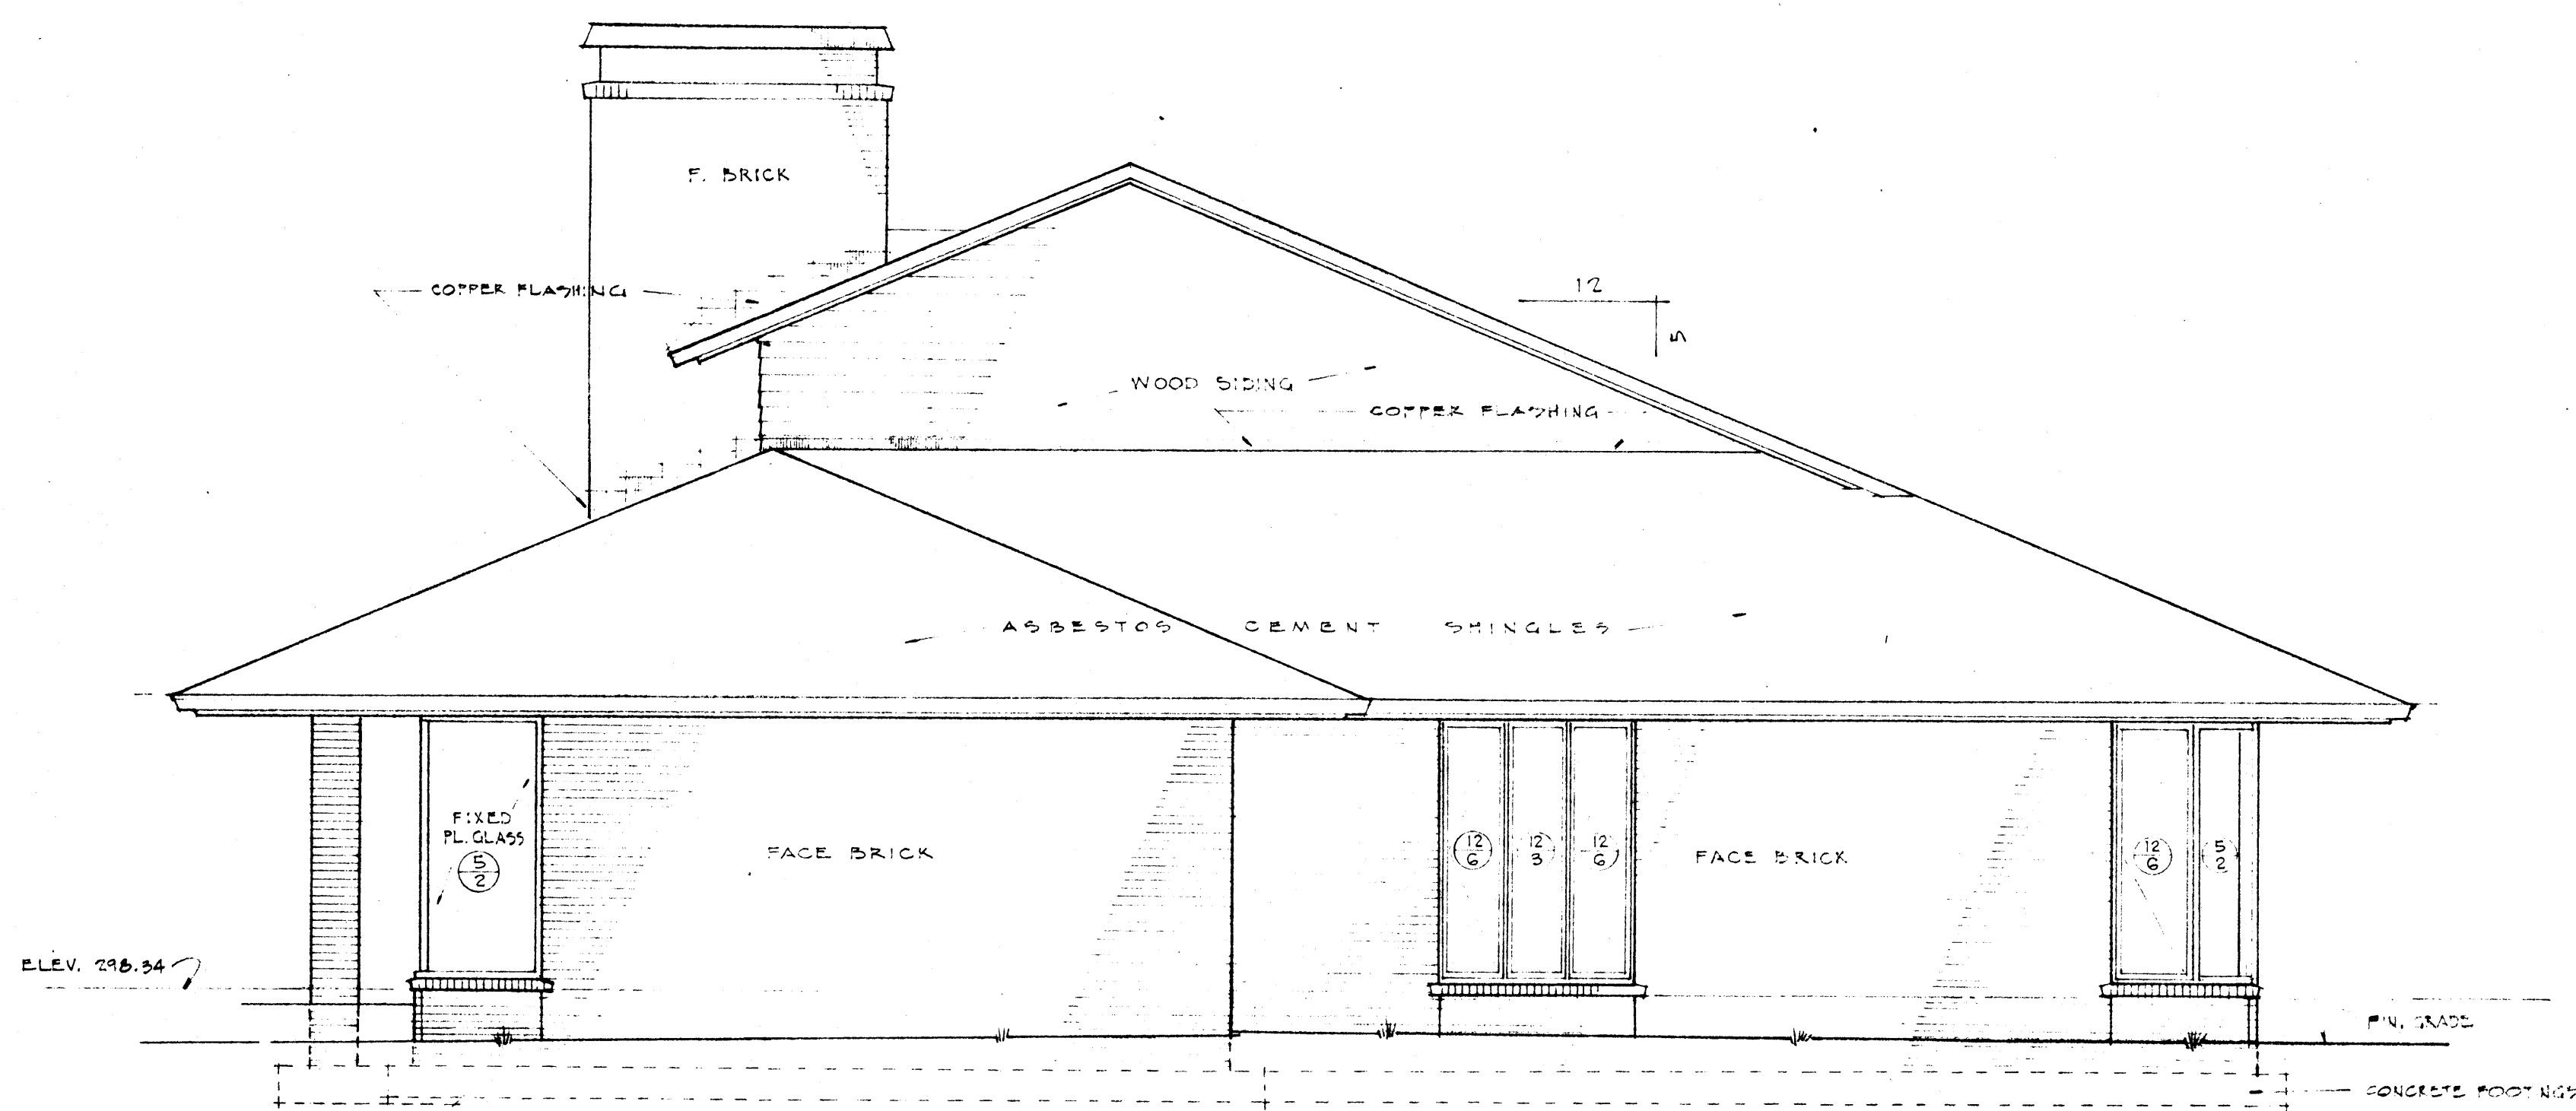 F. BRICK
COPPER FLASHING
12
5
WOOD SIDING
COPPER FLASHING
ASBESTOS CEMENT SHINGLES
FIXED
PL. GLASS
5
2
FACE BRICK
12
6
12
3
12
6
FACE BRICK
12
6
5
2
ELEV. 298.34
FIN. GRADE
CONCRETE FOOTINGS